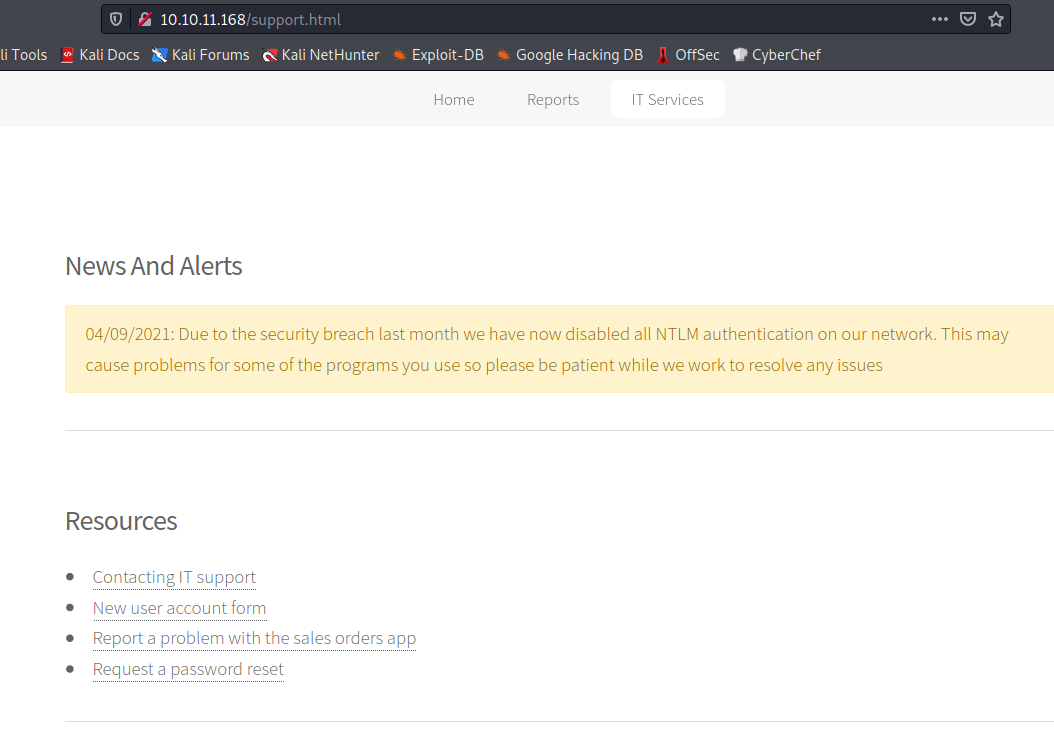 10.10.11.168/support.html
li Tools Kali Docs Kali Forums Kali NetHunter Exploit-DB Google Hacking DB OffSec CyberChef
Home Reports IT Services
News And Alerts
04/09/2021: Due to the security breach last month we have now disabled all NTLM authentication on our network. This may
cause problems for some of the programs you use so please be patient while we work to resolve any issues
Resources
Contacting IT support
New user account form
Report a problem with the sales orders app
Request a password reset